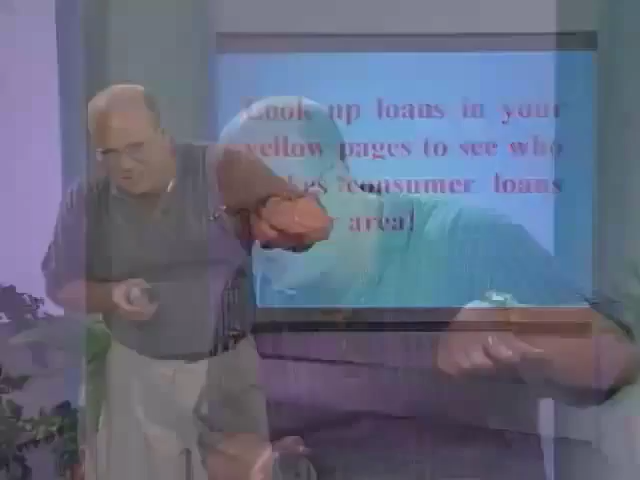 Look up loans in your
yellow pages to see who
consumer loans
area!